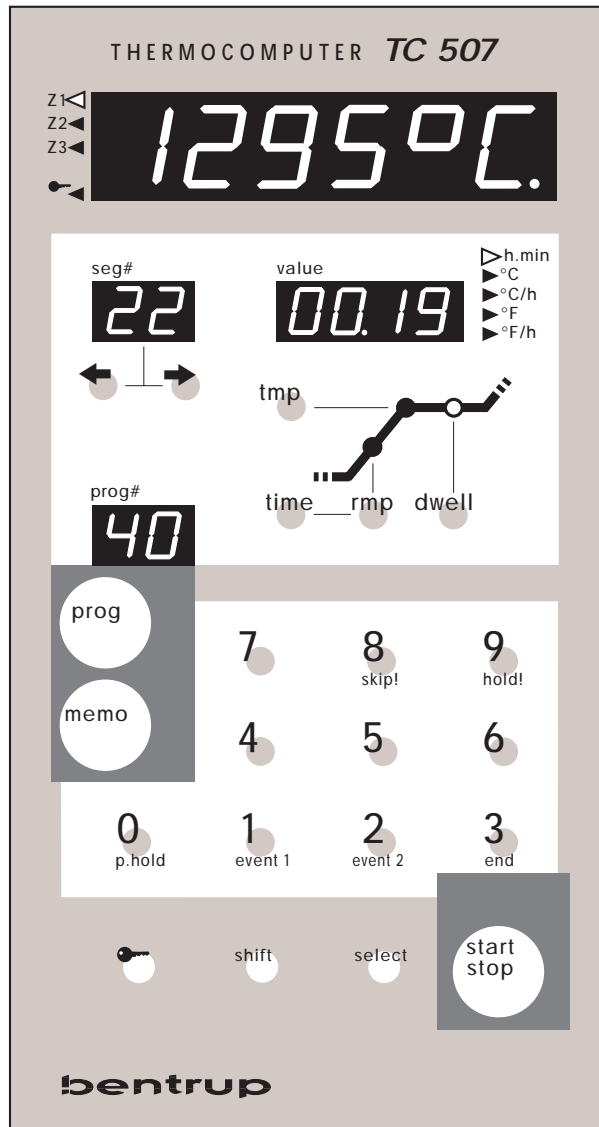 THERMOCOMPUTER TC 507
Z1
Z2
Z3
1295°C.
h.min
°C
°C/h
°F
°F/h
seg#
22
value
00.19
tmp
time rmp dwell
prog#
40
prog
memo
7 8 9
skip! hold!
4 5 6
0 1 2 3
p.hold event 1 event 2 end
shift select start
stop
bentrup